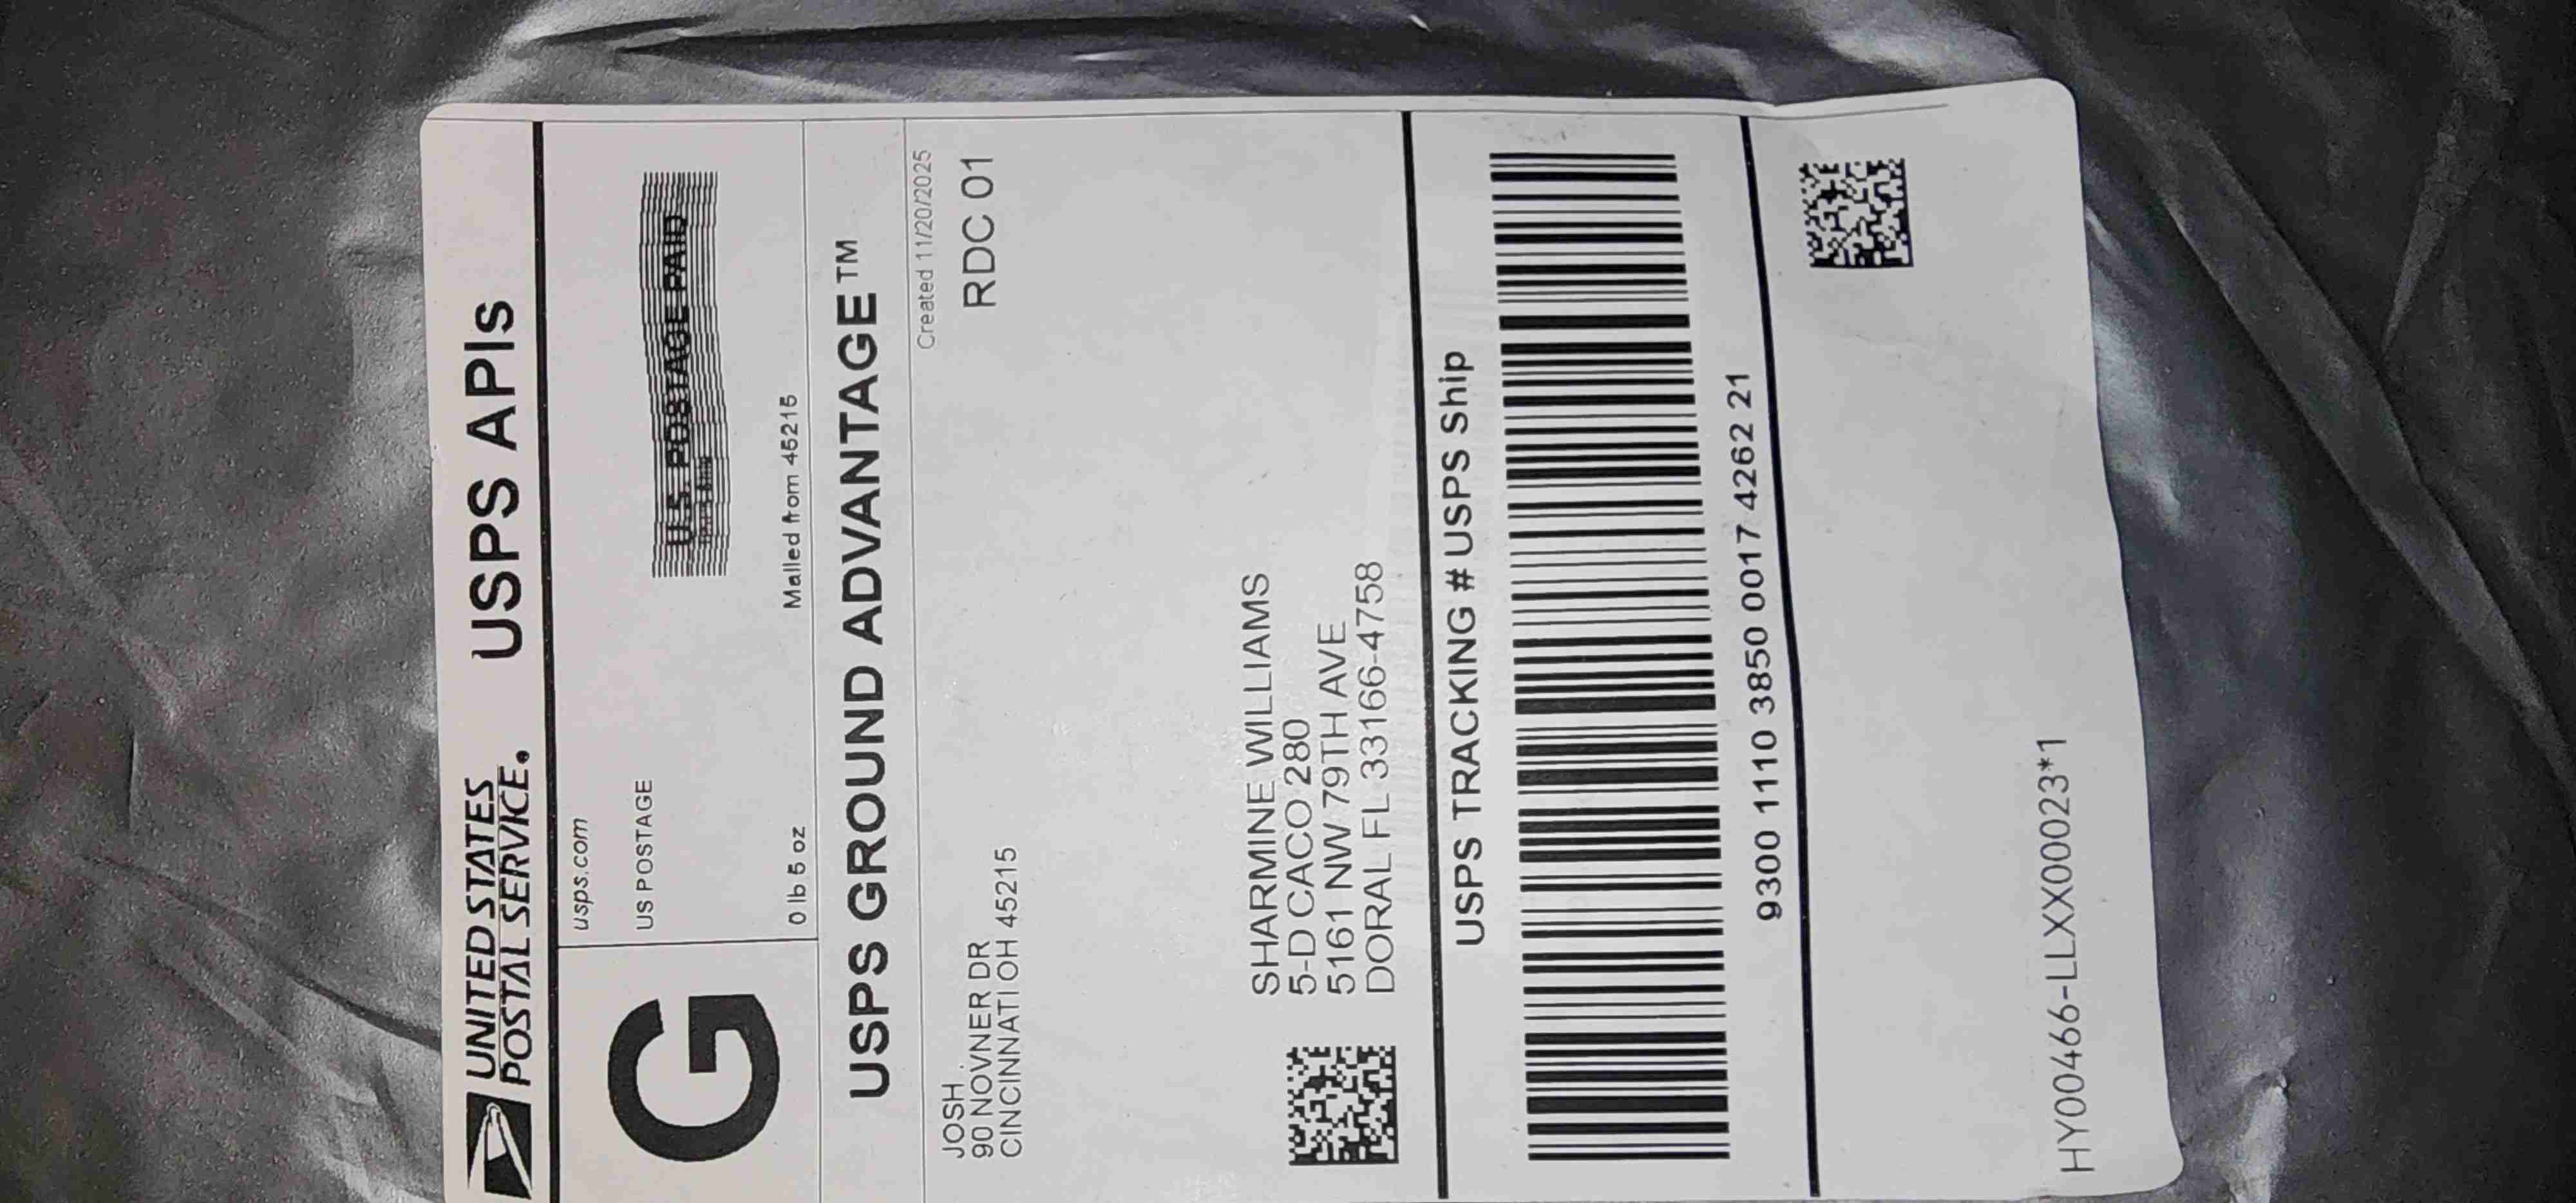 UNITED STATES
POSTAL SERVICE.
USPS APIs
G
usps.com
US POSTAGE
U.S. POSTAGE PAID
0 lb 5 oz
Mailed from 45215
USPS GROUND ADVANTAGE™
Created 11/20/2025
JOSH .
90 NOVNER DR
CINCINNATI OH 45215
RDC 01
SHARMINE WILLIAMS
5-D CACO 280
5161 NW 79TH AVE
DORAL FL 33166-4758
USPS TRACKING # USPS Ship
9300 1110 3850 0017 4262 21
HY00466-LLXX00023*1